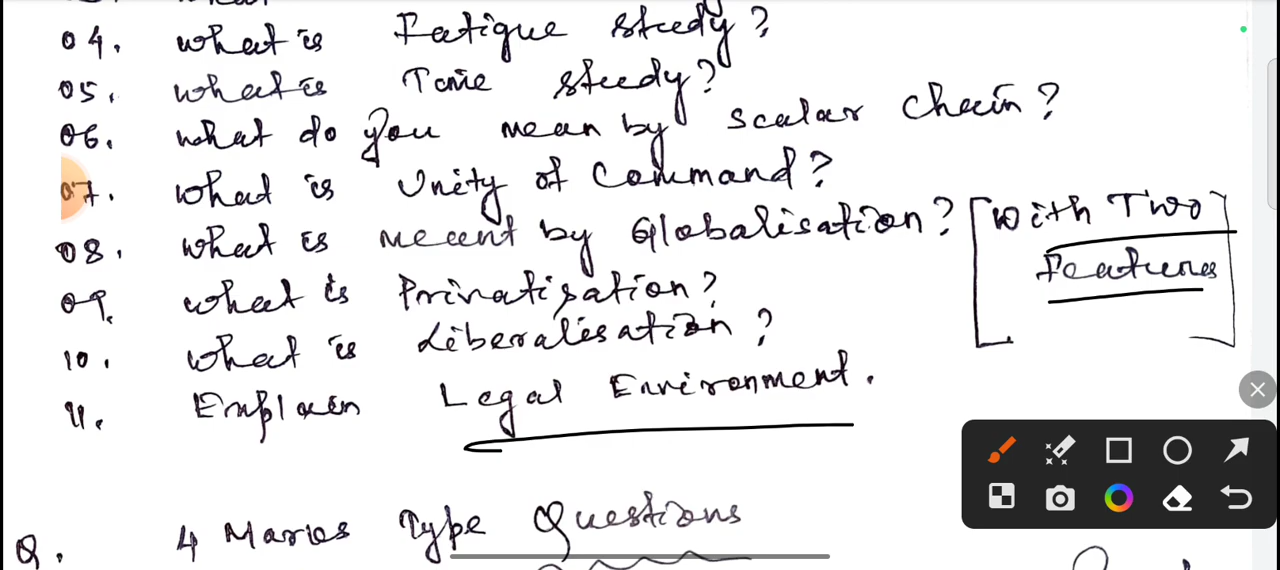 04. what is Fatigue study?
05. what is Time study?
06. what do you mean by scalar chain?
07. what is Unity of Command?
08. what is meant by Globalisation? [with Two Features]
09. what is Privatisation?
10. what is Liberalisation?
11. Explain Legal Environment.
Q. 4 Marks Type Questions